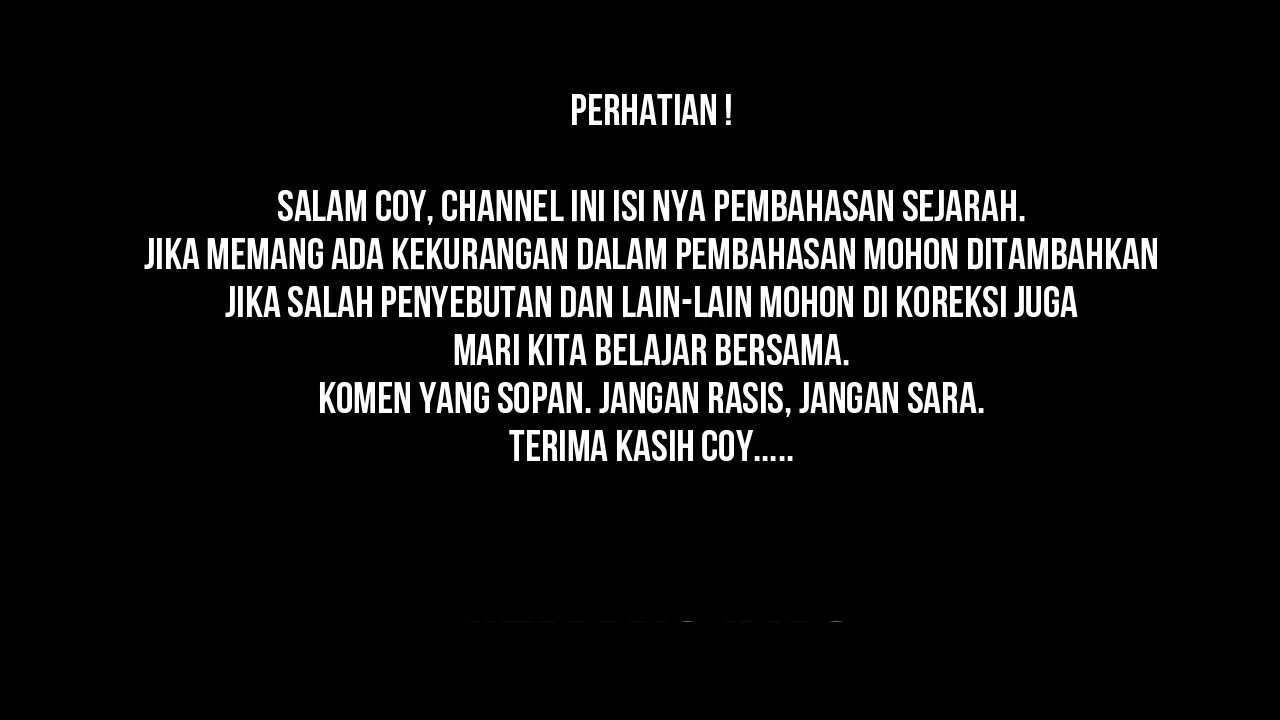 PERHATIAN !
SALAM COY, CHANNEL INI ISI NYA PEMBAHASAN SEJARAH.
JIKA MEMANG ADA KEKURANGAN DALAM PEMBAHASAN MOHON DITAMBAHKAN
JIKA SALAH PENYEBUTAN DAN LAIN-LAIN MOHON DI KOREKSI JUGA
MARI KITA BELAJAR BERSAMA.
KOMEN YANG SOPAN. JANGAN RASIS, JANGAN SARA.
TERIMA KASIH COY.....